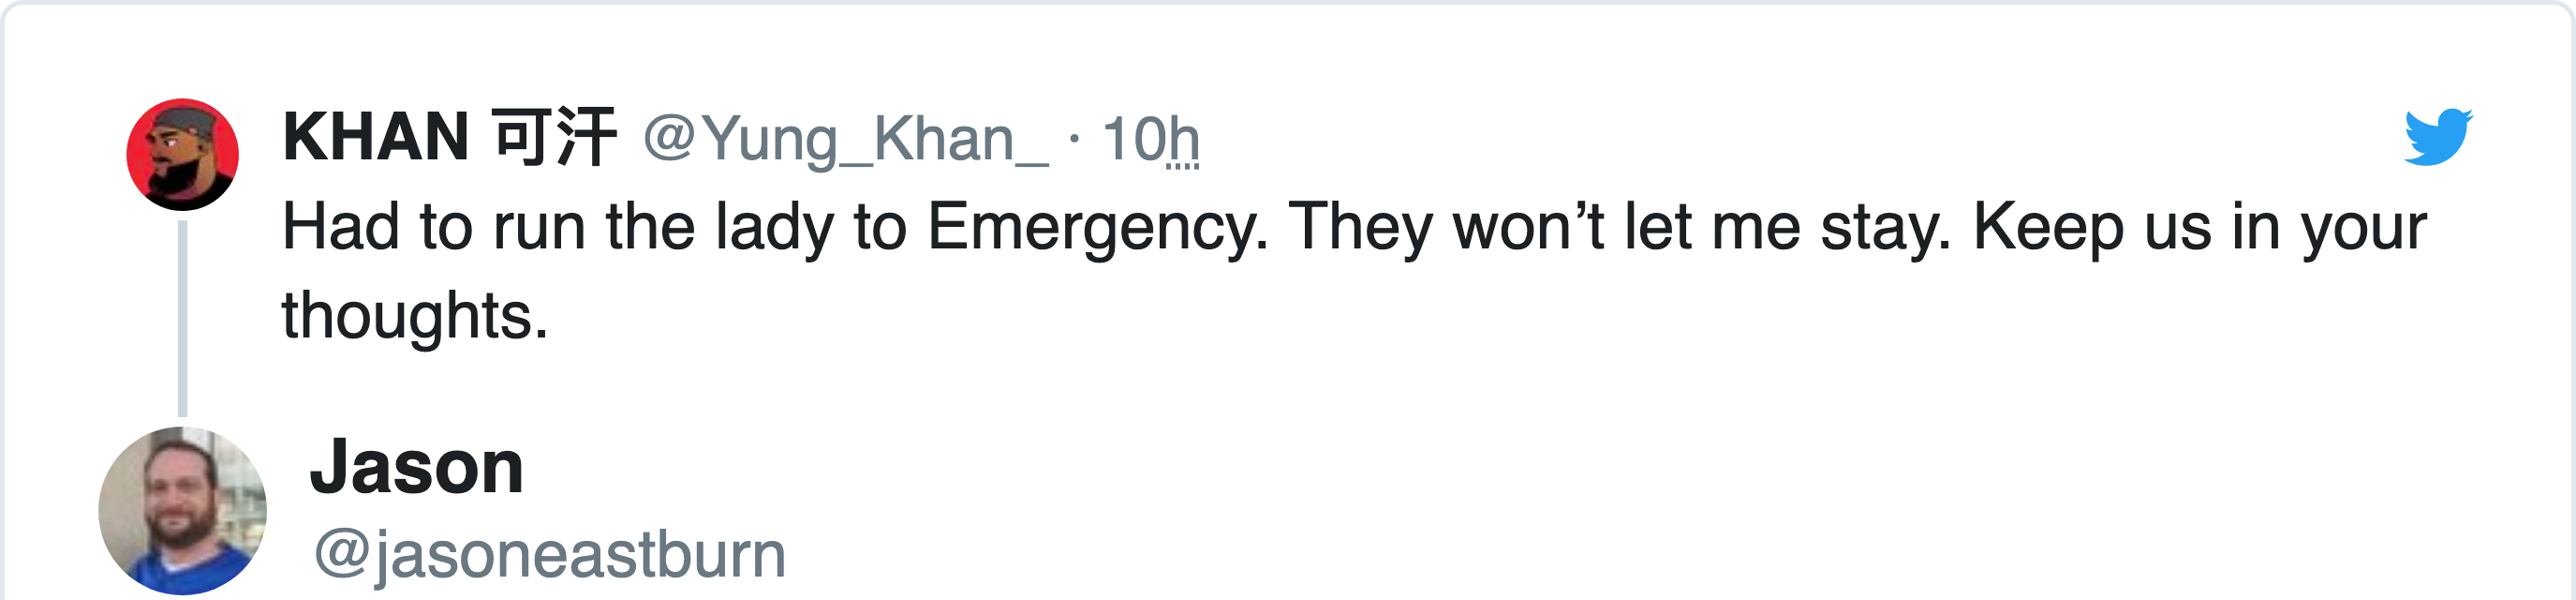 KHAN 可汗 @Yung_Khan_ · 10h
Had to run the lady to Emergency. They won’t let me stay. Keep us in your
thoughts.
Jason
@jasoneastburn